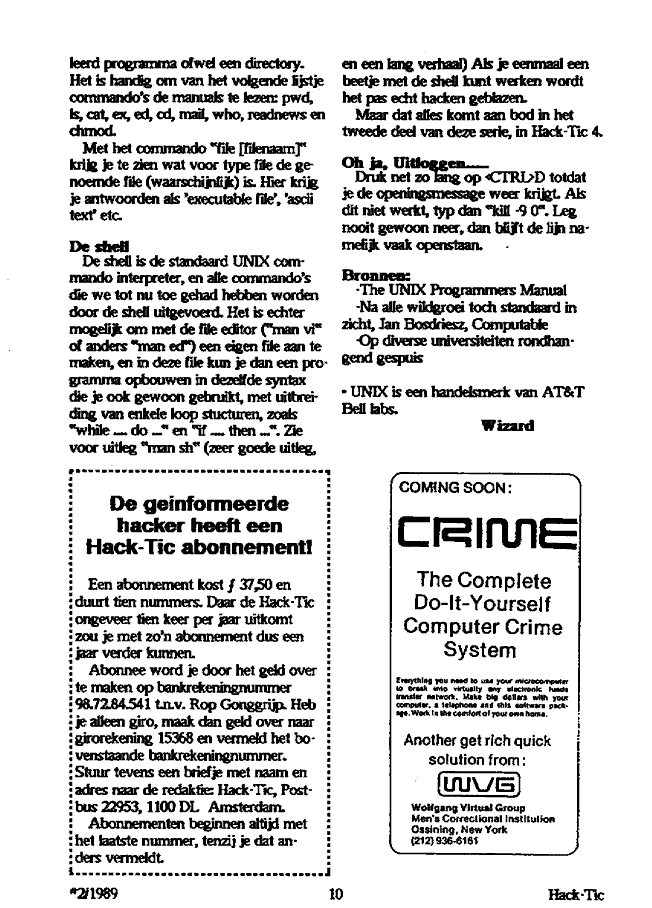 leerd programma ofwel een directory.
Het is handig om van het volgende lijstje
commando's de manuals te lezen: pwd,
ls, cat, ex, ed, cd, mail, who, readnews en
chmod.
Met het commando "file [filenaam]"
krijg je te zien wat voor type file de ge-
noemde file (waarschijnlijk) is. Hier krijg
je antwoorden als 'executable file', 'ascii
text' etc.
De shell
De shell is de standaard UNIX com-
mando interpreter, en alle commando's
die we tot nu toe gehad hebben worden
door de shell uitgevoerd. Het is echter
mogelijk om met de file editor ("man vi"
of anders "man ed") een eigen file aan te
maken, en in deze file kun je dan een pro-
gramma opbouwen in dezelfde syntax
die je ook gewoon gebruikt, met uitbrei-
ding van enkele loop stucturen, zoals
"while .... do ..." en "if .... then ...". Zie
voor uitleg "man sh" (zeer goede uitleg,
en een lang verhaal) Als je eenmaal een
beetje met de shell kunt werken wordt
het pas echt hacken geblazen.
Maar dat alles komt aan bod in het
tweede deel van deze serie, in Hack-Tic 4.
Oh ja, Uitloggen......
Druk net zo lang op <CTRL>D totdat
je de openingsmessage weer krijgt. Als
dit niet werkt, typ dan "kill -9 0". Leg
nooit gewoon neer, dan blijft de lijn na-
melijk vaak openstaan.
Bronnen:
-The UNIX Programmers Manual
-Na alle wildgroei toch standaard in
zicht, Jan Bosdriesz, Computable
-Op diverse universiteiten rondhan-
gend gespuis
- UNIX is een handelsmerk van AT&T
Bell labs.
Wizard
De geinformeerde
hacker heeft een
Hack-Tic abonnement!
Een abonnement kost ƒ 37,50 en
duurt tien nummers. Daar de Hack-Tic
ongeveer tien keer per jaar uitkomt
zou je met zo'n abonnement dus een
jaar verder kunnen.
Abonnee word je door het geld over
te maken op bankrekeningnummer
98.72.84.541 t.n.v. Rop Gonggrijp. Heb
je alleen giro, maak dan geld over naar
girorekening 15368 en vermeld het bo-
venstaande bankrekeningnummer.
Stuur tevens een briefje met naam en
adres naar de redaktie: Hack-Tic, Post-
bus 22953, 1100 DL Amsterdam.
Abonnementen beginnen altijd met
het laatste nummer, tenzij je dat an-
ders vermeldt.
COMING SOON:
CRIME
The Complete
Do-It-Yourself
Computer Crime
System
Everything you need to use your microcomputer
to break into virtually any electronic funds
transfer network. Make big dollars with your
computer, a telephone and this software pack-
age. Work in the comfort of your own home.
Another get rich quick
solution from:
WVG
Wolfgang Virtual Group
Men's Correctional Institution
Ossining, New York
(212) 936-6161
#2/1989
10
Hack-Tic